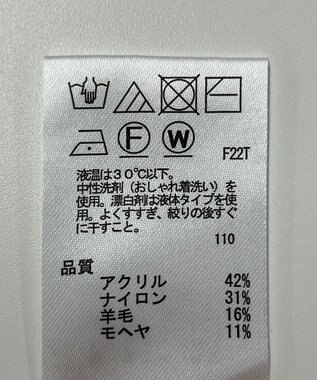 F W F22T
液温は30℃以下。
中性洗剤(おしゃれ着洗い)を
使用。漂白剤は液体タイプを使
用。よくすすぎ、絞りの後すぐ
に干すこと。
110
品質
アクリル 42%
ナイロン 31%
羊毛 16%
モヘヤ 11%